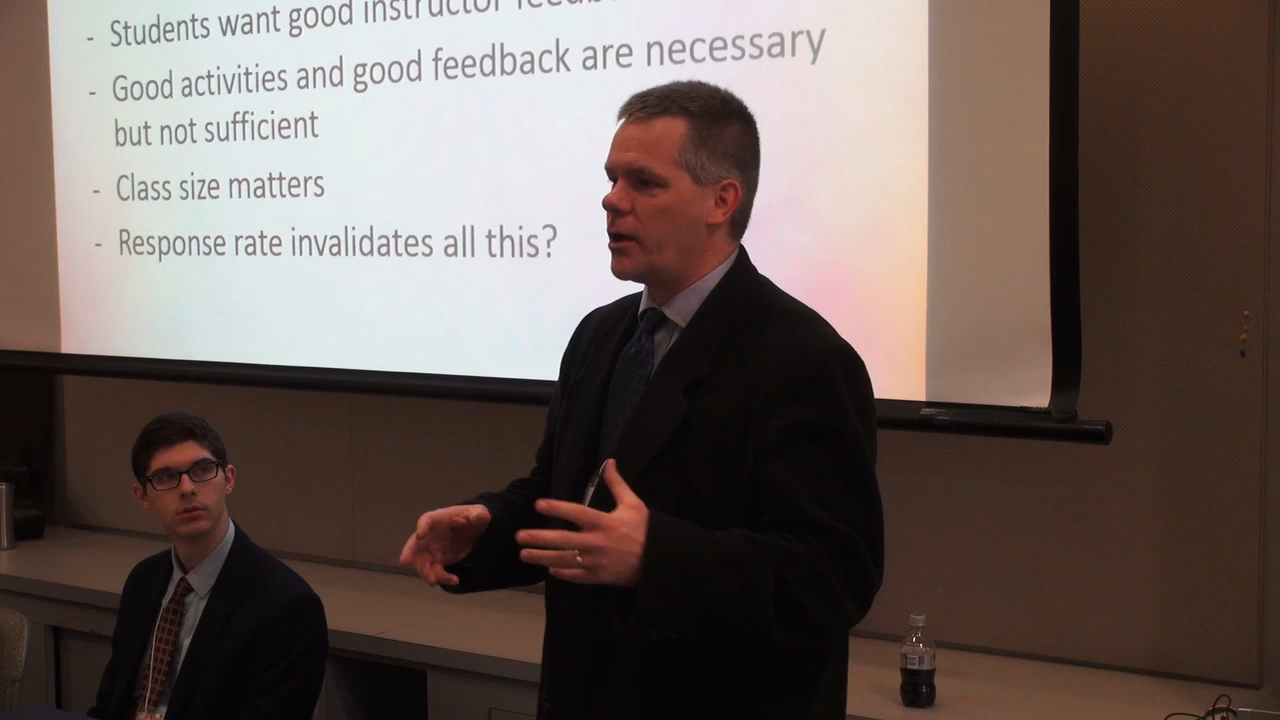 - Students want good instructor
- Good activities and good feedback are necessary
but not sufficient
- Class size matters
- Response rate invalidates all this?